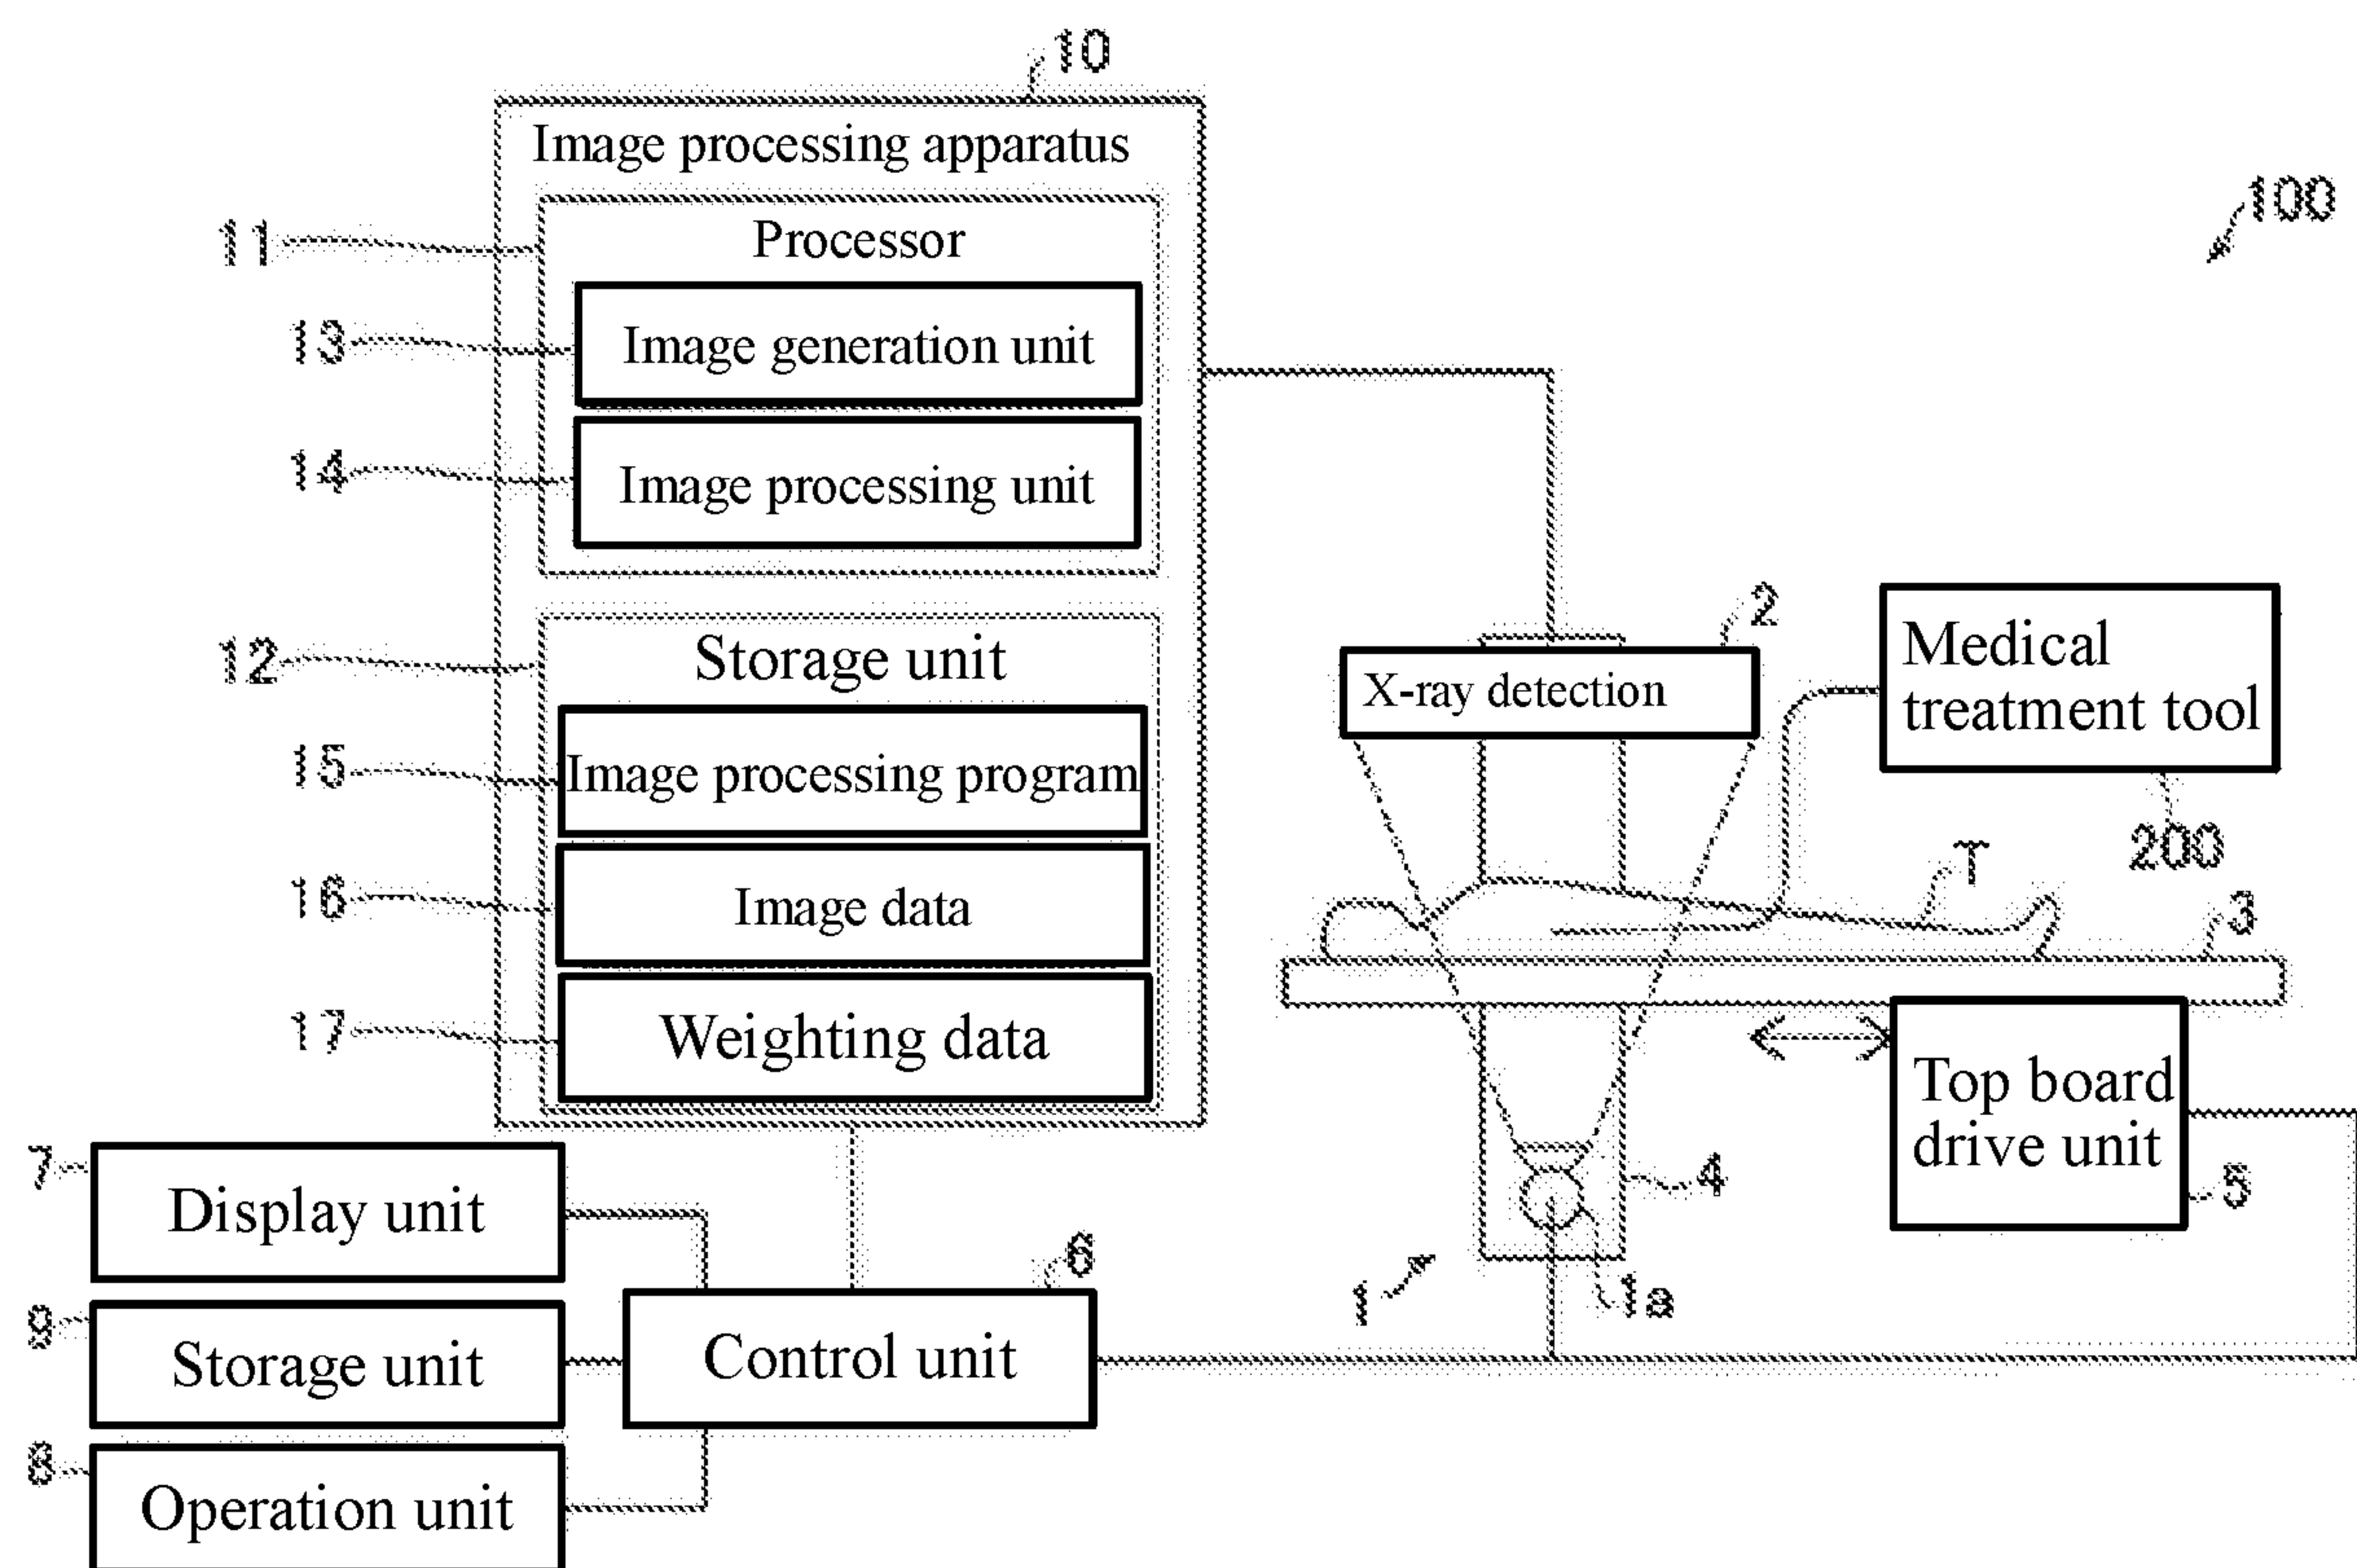 10
Image processing apparatus
100
11
Processor
13
Image generation unit
14
Image processing unit
12
Storage unit
2
X-ray detection
Medical
treatment tool
15
Image processing program
200
T
16
Image data
3
17
Weighting data
Top board
drive unit
5
4
7
Display unit
6
1
1a
9
Storage unit
Control unit
8
Operation unit